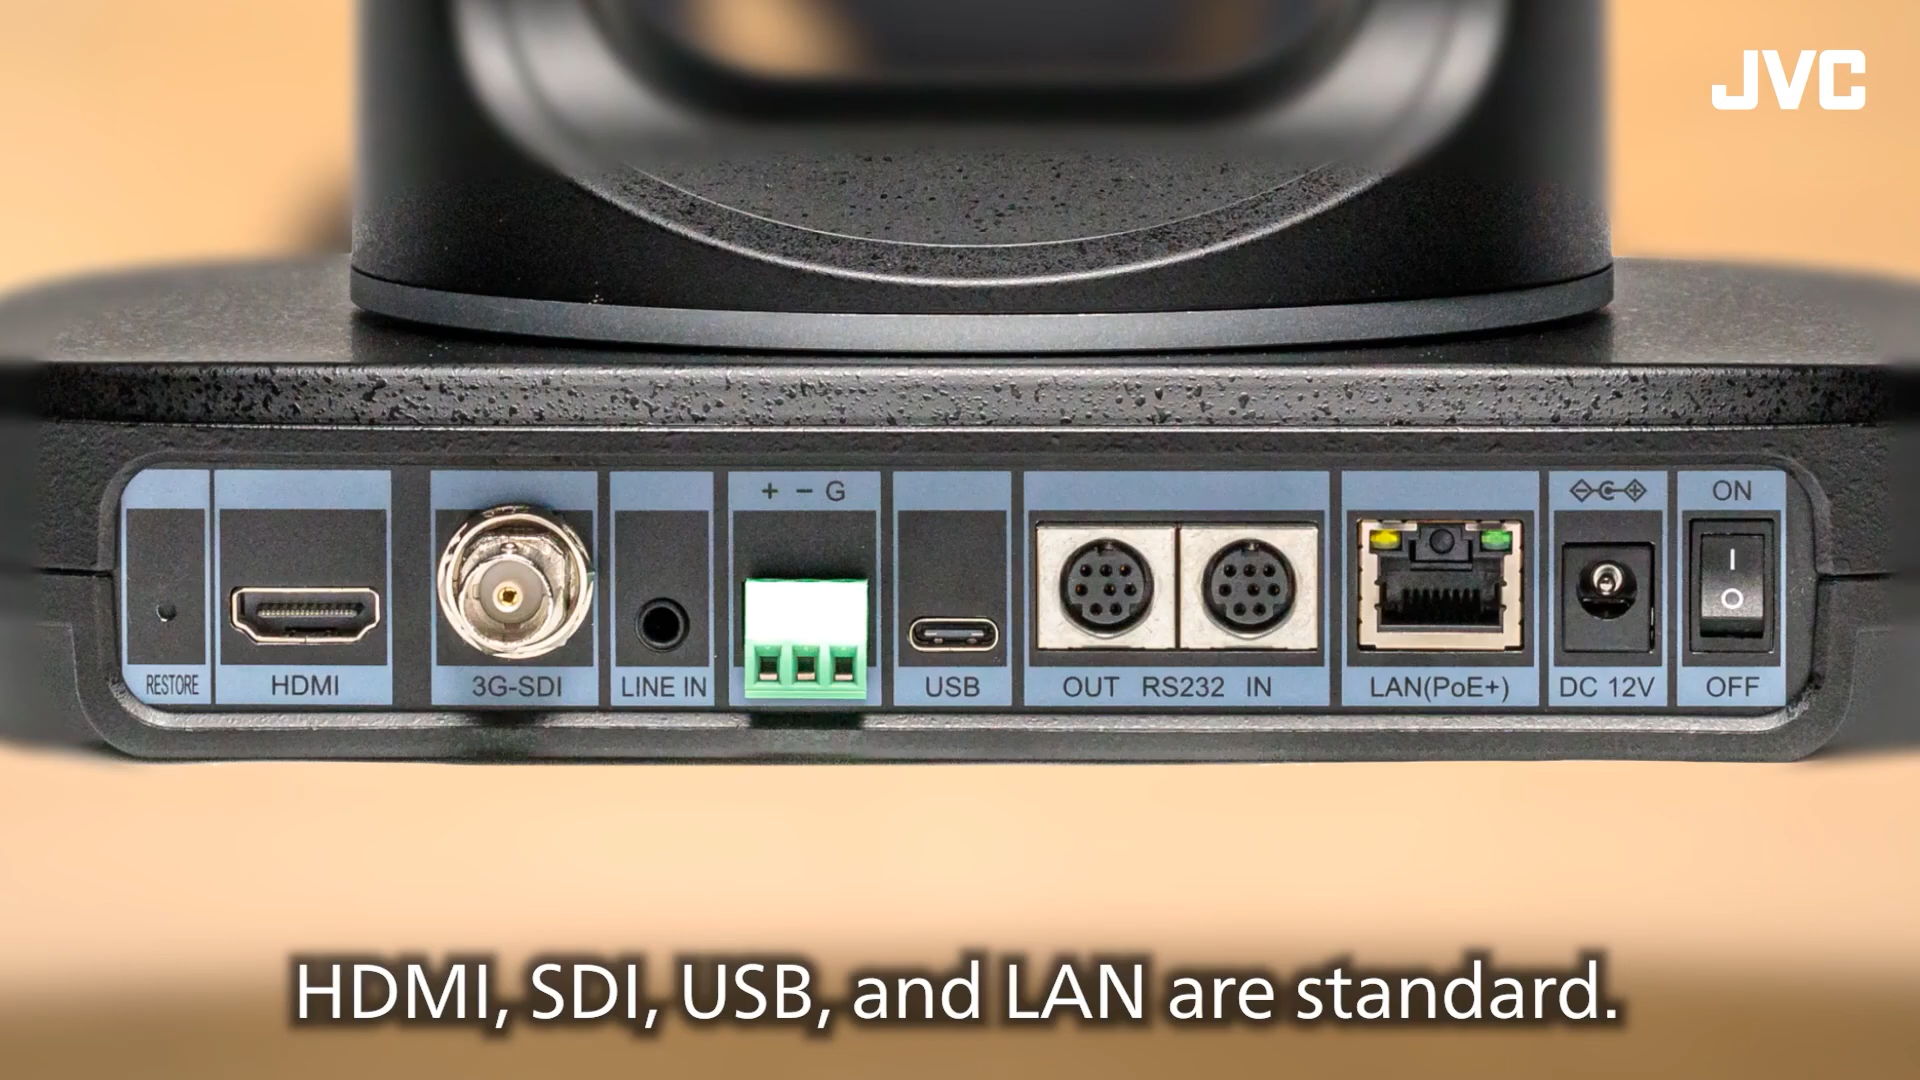 JVC
+ − G
ON
RESTORE
HDMI
3G-SDI
LINE IN
USB
OUT RS232 IN
LAN(PoE+)
DC 12V
OFF
HDMI, SDI, USB, and LAN are standard.